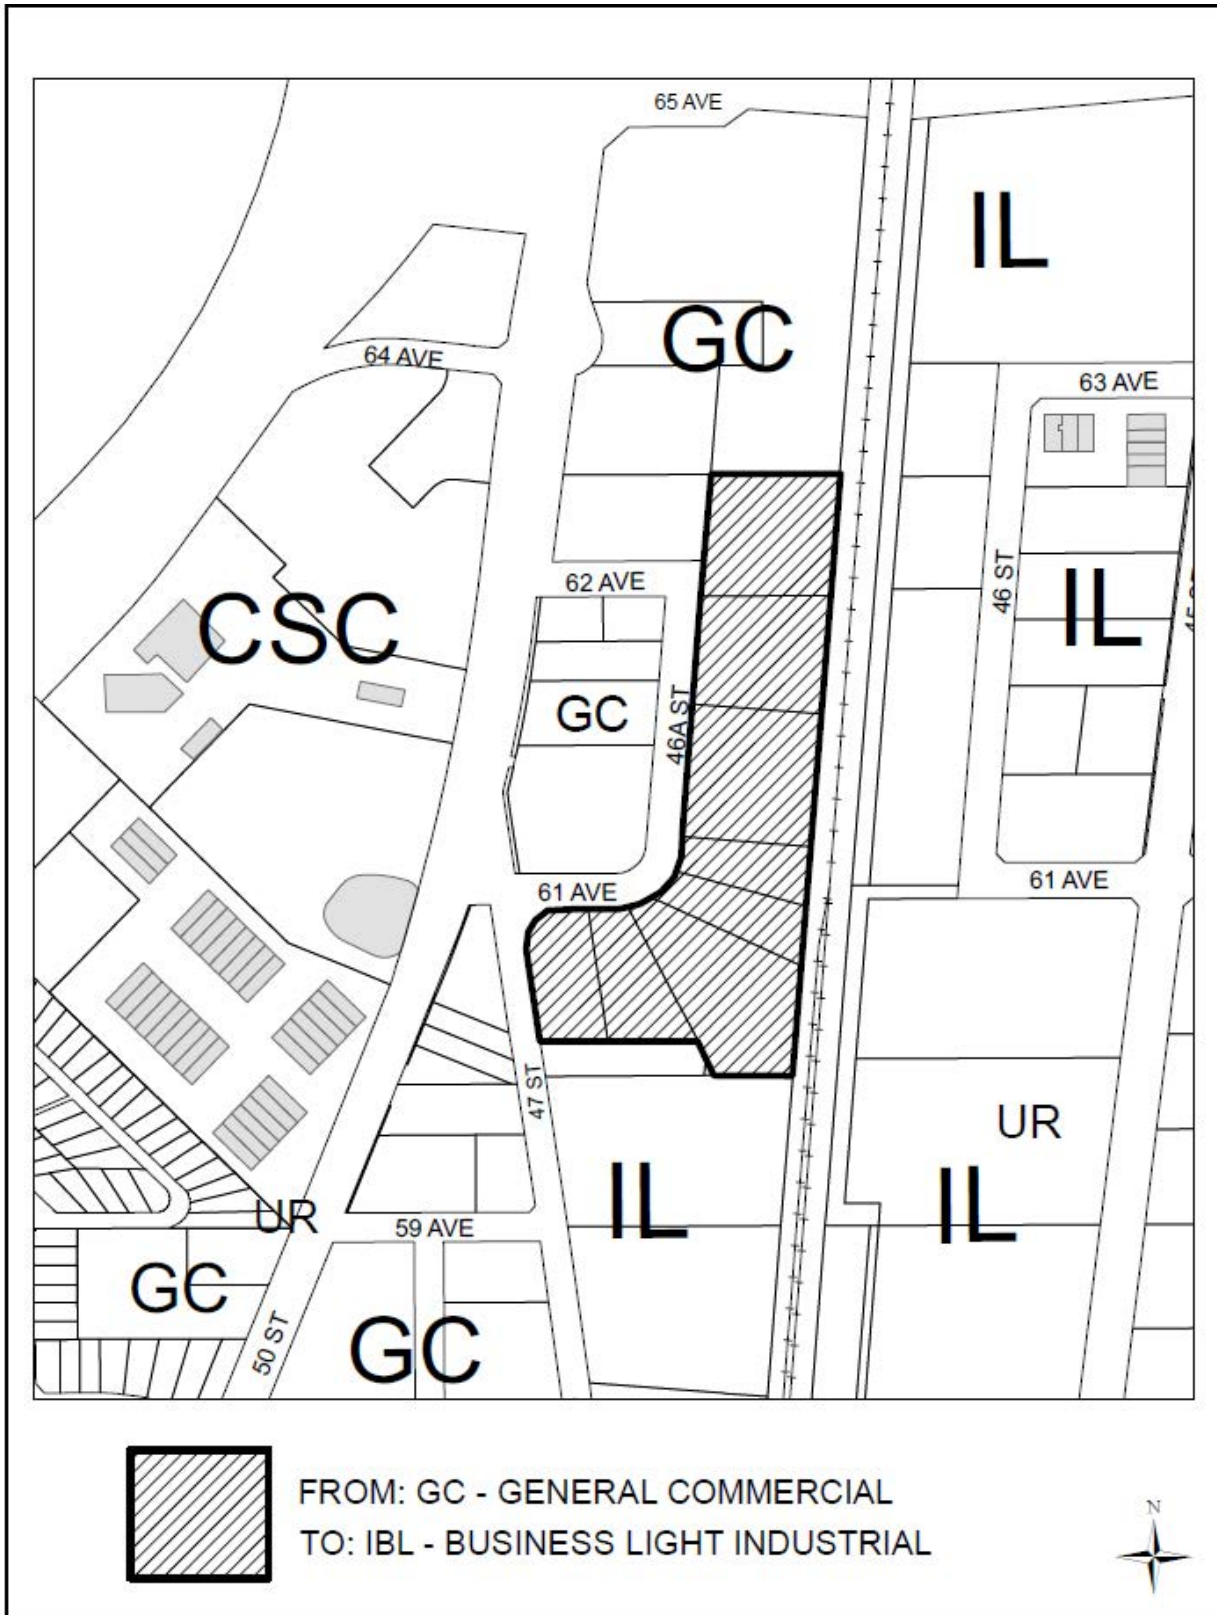 65 AVE
IL
GC
64 AVE
63 AVE
46 ST
IL
62 AVE
CSC
GC
46A ST
61 AVE
61 AVE
47 ST
UR
IL
IL
UR
59 AVE
GC
GC
50 ST
FROM: GC - GENERAL COMMERCIAL
TO: IBL - BUSINESS LIGHT INDUSTRIAL
N